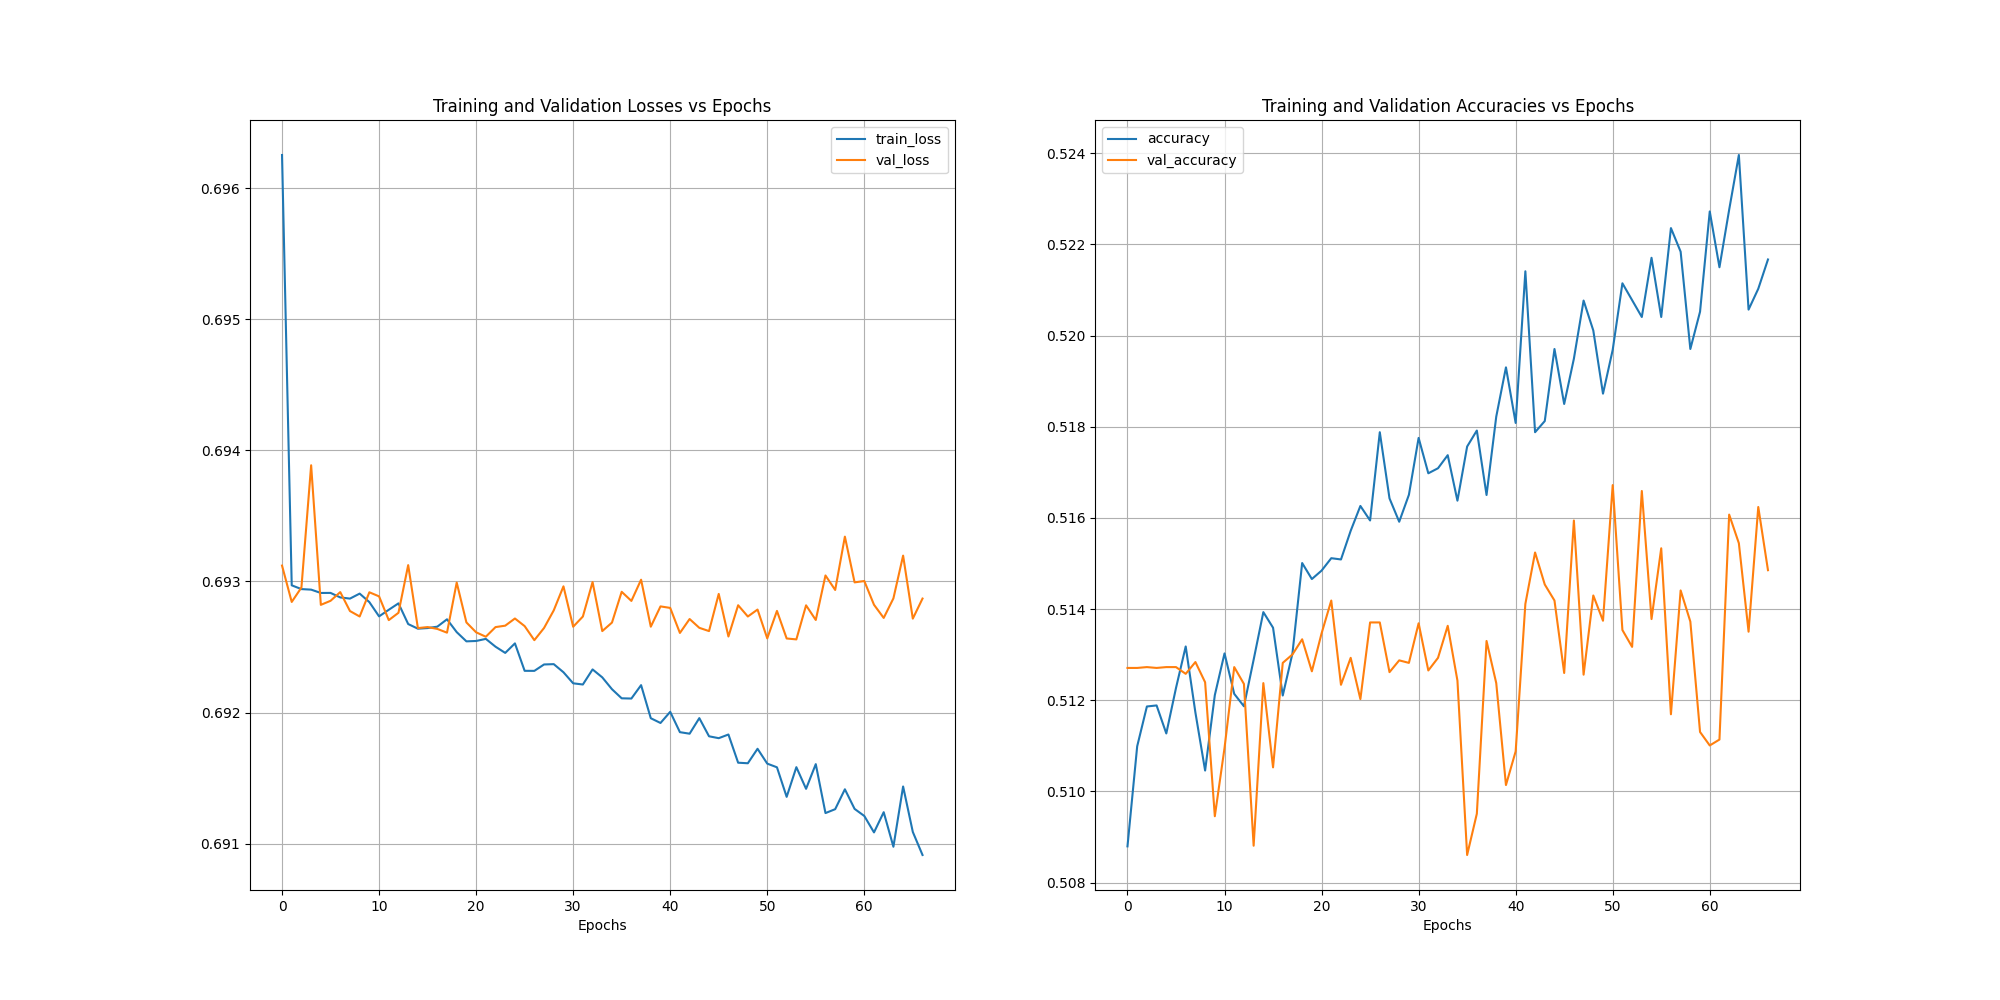 Training and Validation Losses vs Epochs
train_loss
val_loss
0.696
0.695
0.694
0.693
0.692
0.691
0 10 20 30 40 50 60
Epochs
Training and Validation Accuracies vs Epochs
accuracy
val_accuracy
0.524
0.522
0.520
0.518
0.516
0.514
0.512
0.510
0.508
0 10 20 30 40 50 60
Epochs